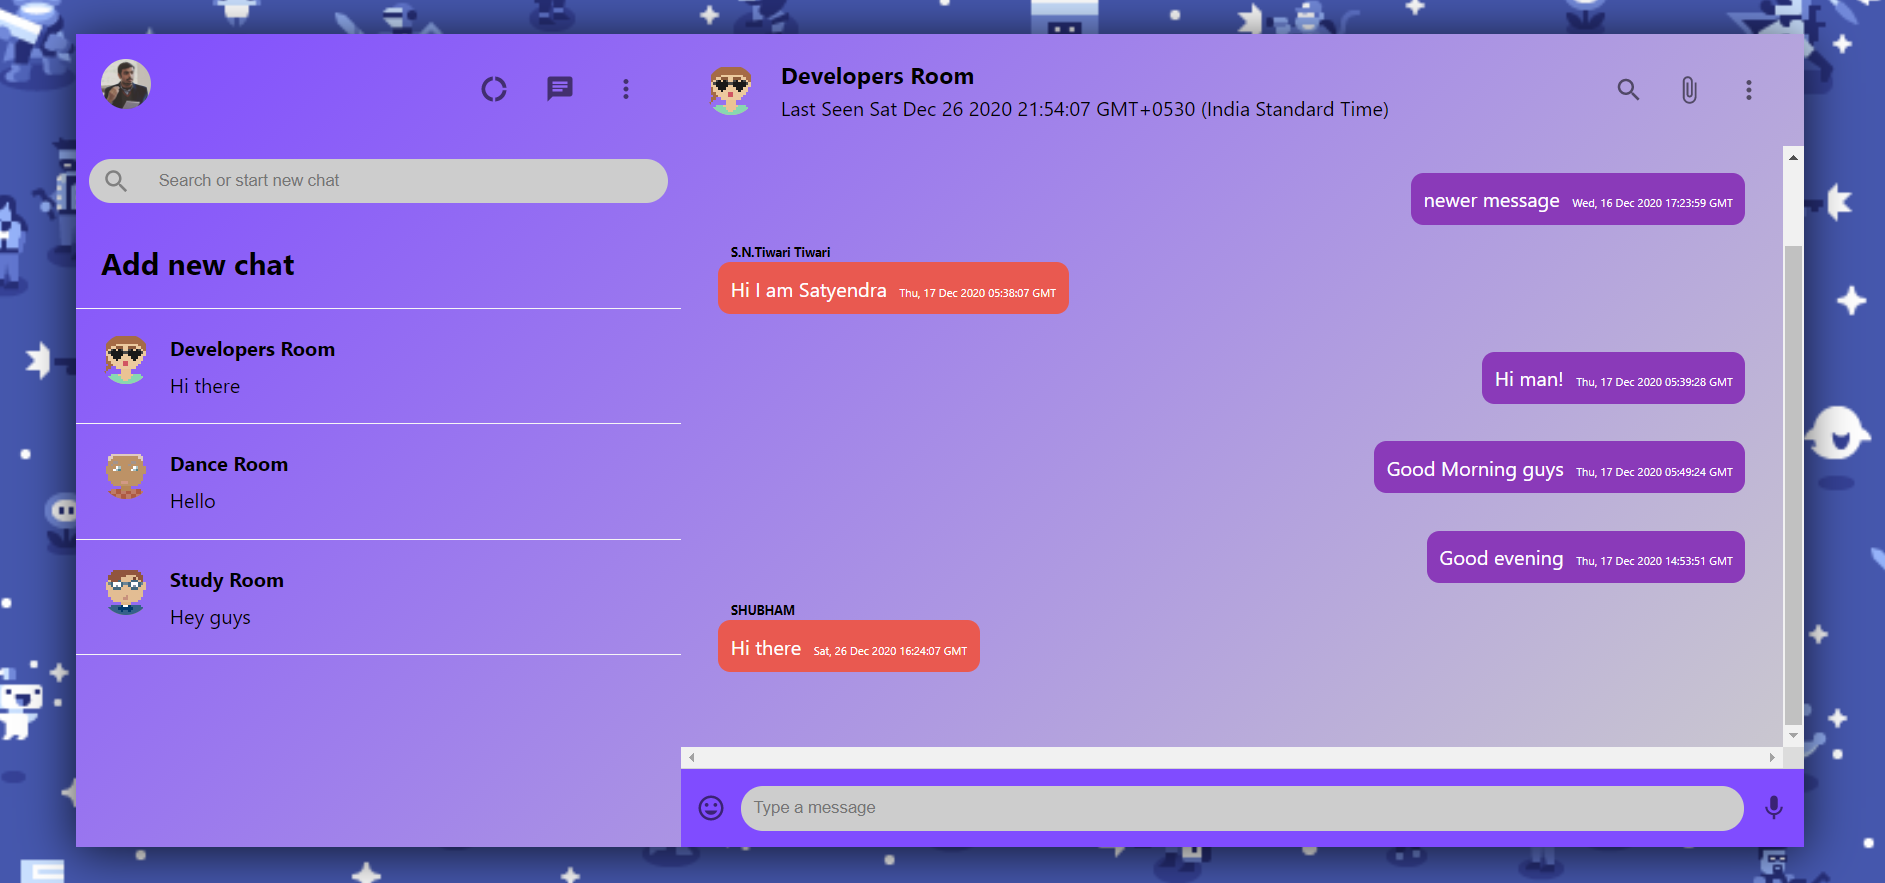 Search or start new chat
Add new chat
Developers Room
Hi there
Dance Room
Hello
Study Room
Hey guys
Developers Room
Last Seen Sat Dec 26 2020 21:54:07 GMT+0530 (India Standard Time)
newer message Wed, 16 Dec 2020 17:23:59 GMT
S.N.Tiwari Tiwari
Hi I am Satyendra Thu, 17 Dec 2020 05:38:07 GMT
Hi man! Thu, 17 Dec 2020 05:39:28 GMT
Good Morning guys Thu, 17 Dec 2020 05:49:24 GMT
Good evening Thu, 17 Dec 2020 14:53:51 GMT
SHUBHAM
Hi there Sat, 26 Dec 2020 16:24:07 GMT
Type a message